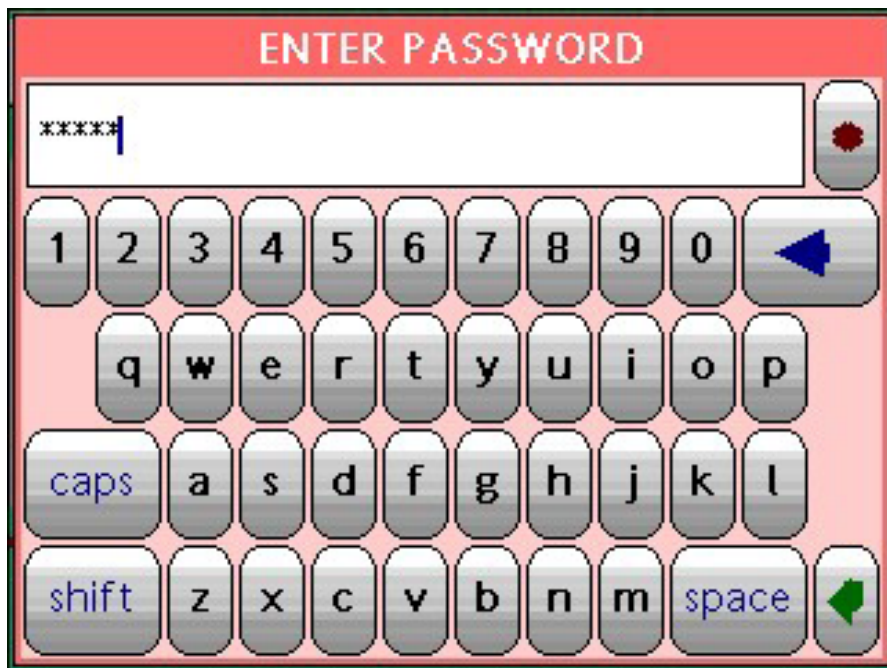 ENTER PASSWORD
*****
1 2 3 4 5 6 7 8 9 0
q w e r t y u i o p
caps a s d f g h j k l
shift z x c v b n m space